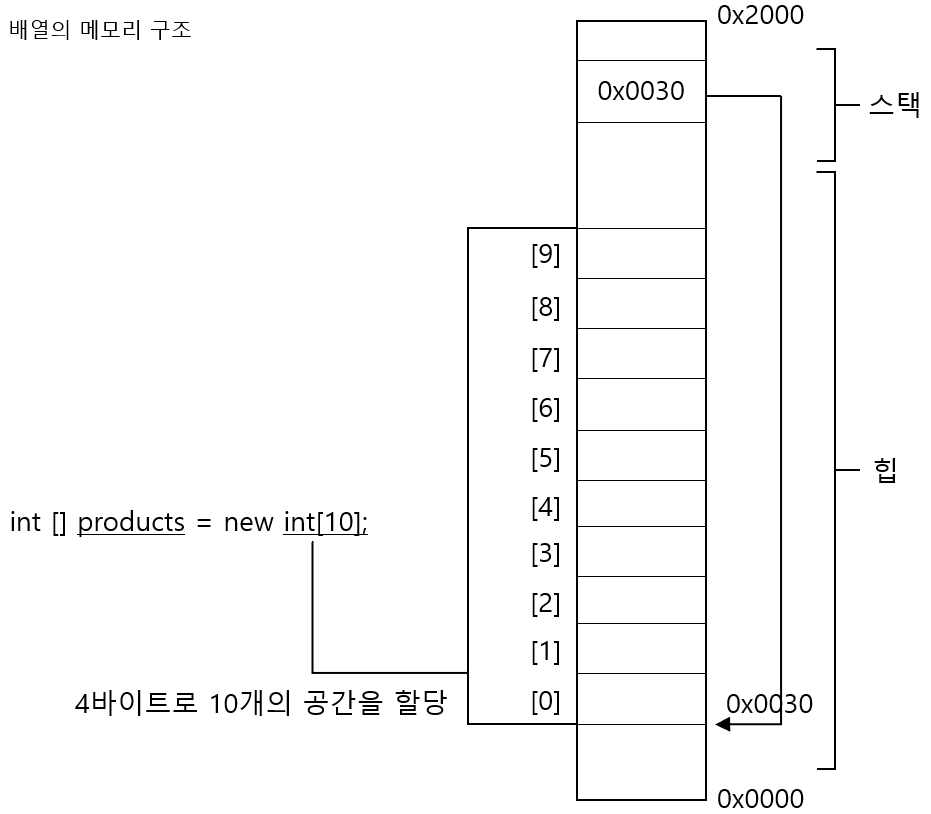 배열의 메모리 구조
0x2000
0x0030
스택
[9]
[8]
[7]
[6]
힙
[5]
[4]
int [] products = new int[10];
[3]
[2]
[1]
4바이트로 10개의 공간을 할당
[0]
0x0030
0x0000